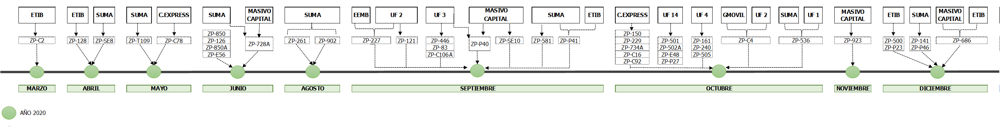 ETIB
ETIB
SUMA
SUMA
C.EXPRESS
SUMA
MASIVO
CAPITAL
SUMA
EEMB
UF 2
UF 3
MASIVO
CAPITAL
SUMA
ETIB
C.EXPRESS
UF 14
UF 4
GMOVIL
UF 2
SUMA
UF 1
MASIVO
CAPITAL
ETIB
SUMA
MASIVO
CAPITAL
ETIB
ZP-C2
ZP-128
ZP-SE8
ZP-T109
ZP-C78
ZP-850
ZP-126
ZP-850A
ZP-E56
ZP-728A
ZP-261
ZP-902
ZP-227
ZP-121
ZP-446
ZP-83
ZP-C106A
ZP-P40
ZP-SE10
ZP-581
ZP-P41
ZP-150
ZP-229
ZP-734A
ZP-C16
ZP-C92
ZP-501
ZP-502A
ZP-E48
ZP-P27
ZP-161
ZP-240
ZP-505
ZP-C4
ZP-536
ZP-923
ZP-500
ZP-P23
ZP-141
ZP-P46
ZP-686
MARZO
ABRIL
MAYO
JUNIO
AGOSTO
SEPTIEMBRE
OCTUBRE
NOVIEMBRE
DICIEMBRE
AÑO 2020